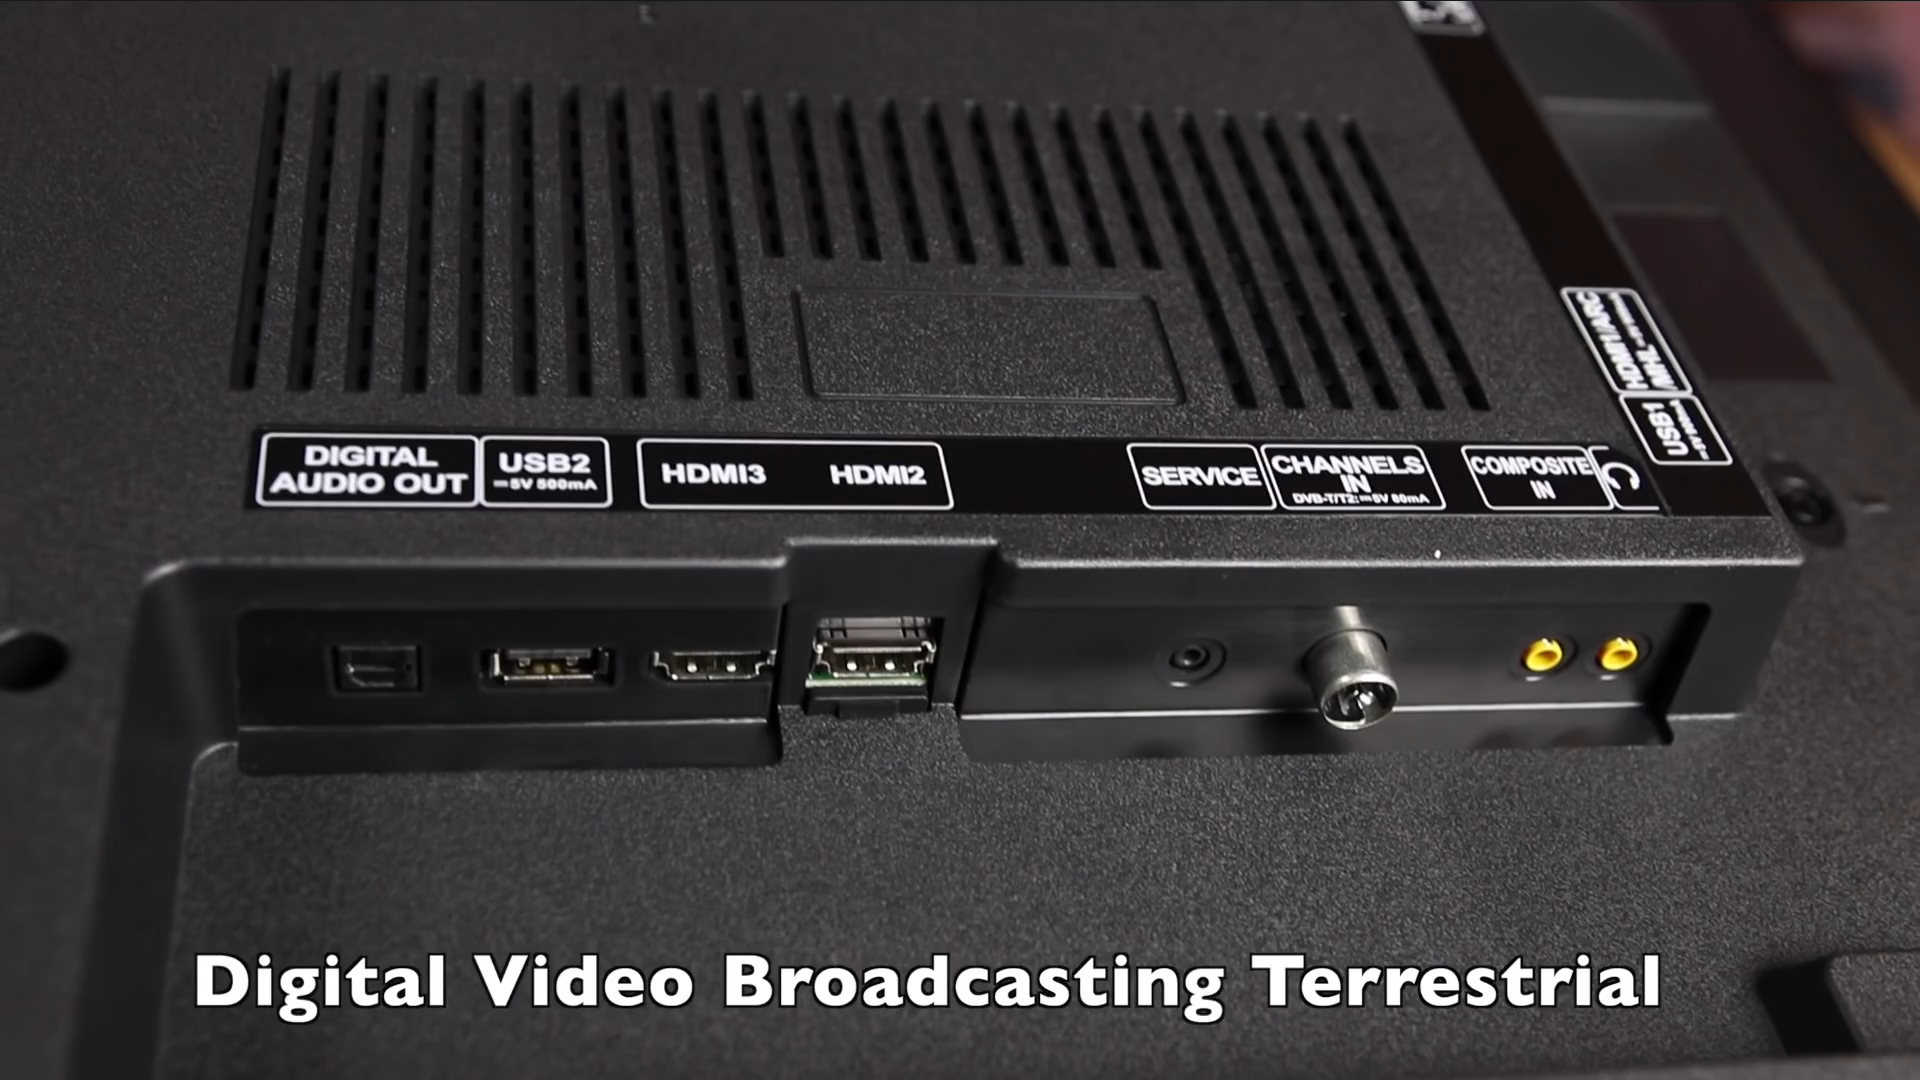 DIGITAL
AUDIO OUT
USB2
5V 500mA
HDMI3
HDMI2
SERVICE
CHANNELS
IN
DVB-T/T2: 5V 80mA
COMPOSITE
IN
HDMI1/ARC
MHL
USB1
Digital Video Broadcasting Terrestrial